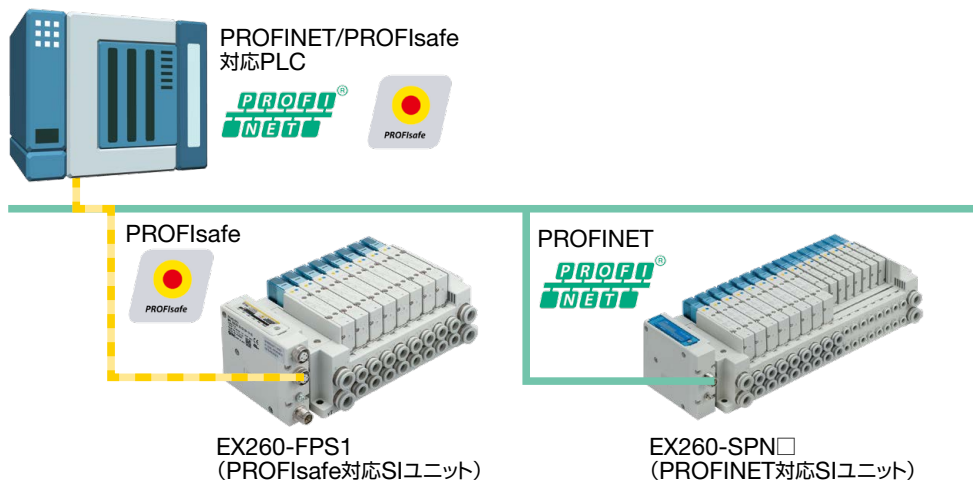 PROFINET/PROFIsafe
対応PLC
PROFI
NET®
PROFIsafe
PROFIsafe
PROFIsafe
PROFINET
PROFI
NET®
EX260-FPS1
（PROFIsafe対応SIユニット）
EX260-SPN□
（PROFINET対応SIユニット）